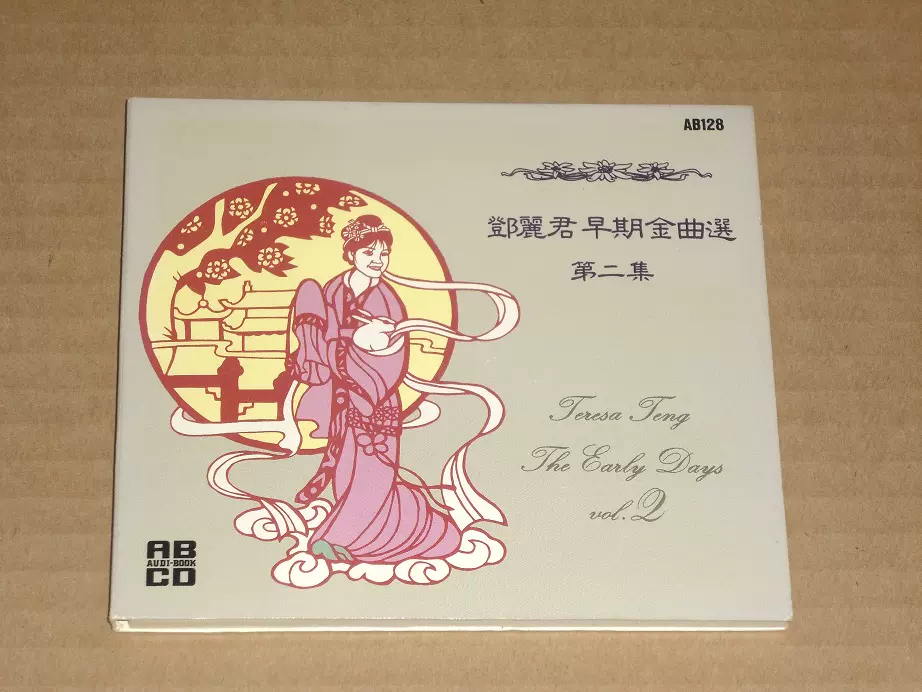 AB128
鄧麗君早期金曲選
第二集
Teresa Teng
The Early Days
vol.2
AB
AUDI-BOOK
CD